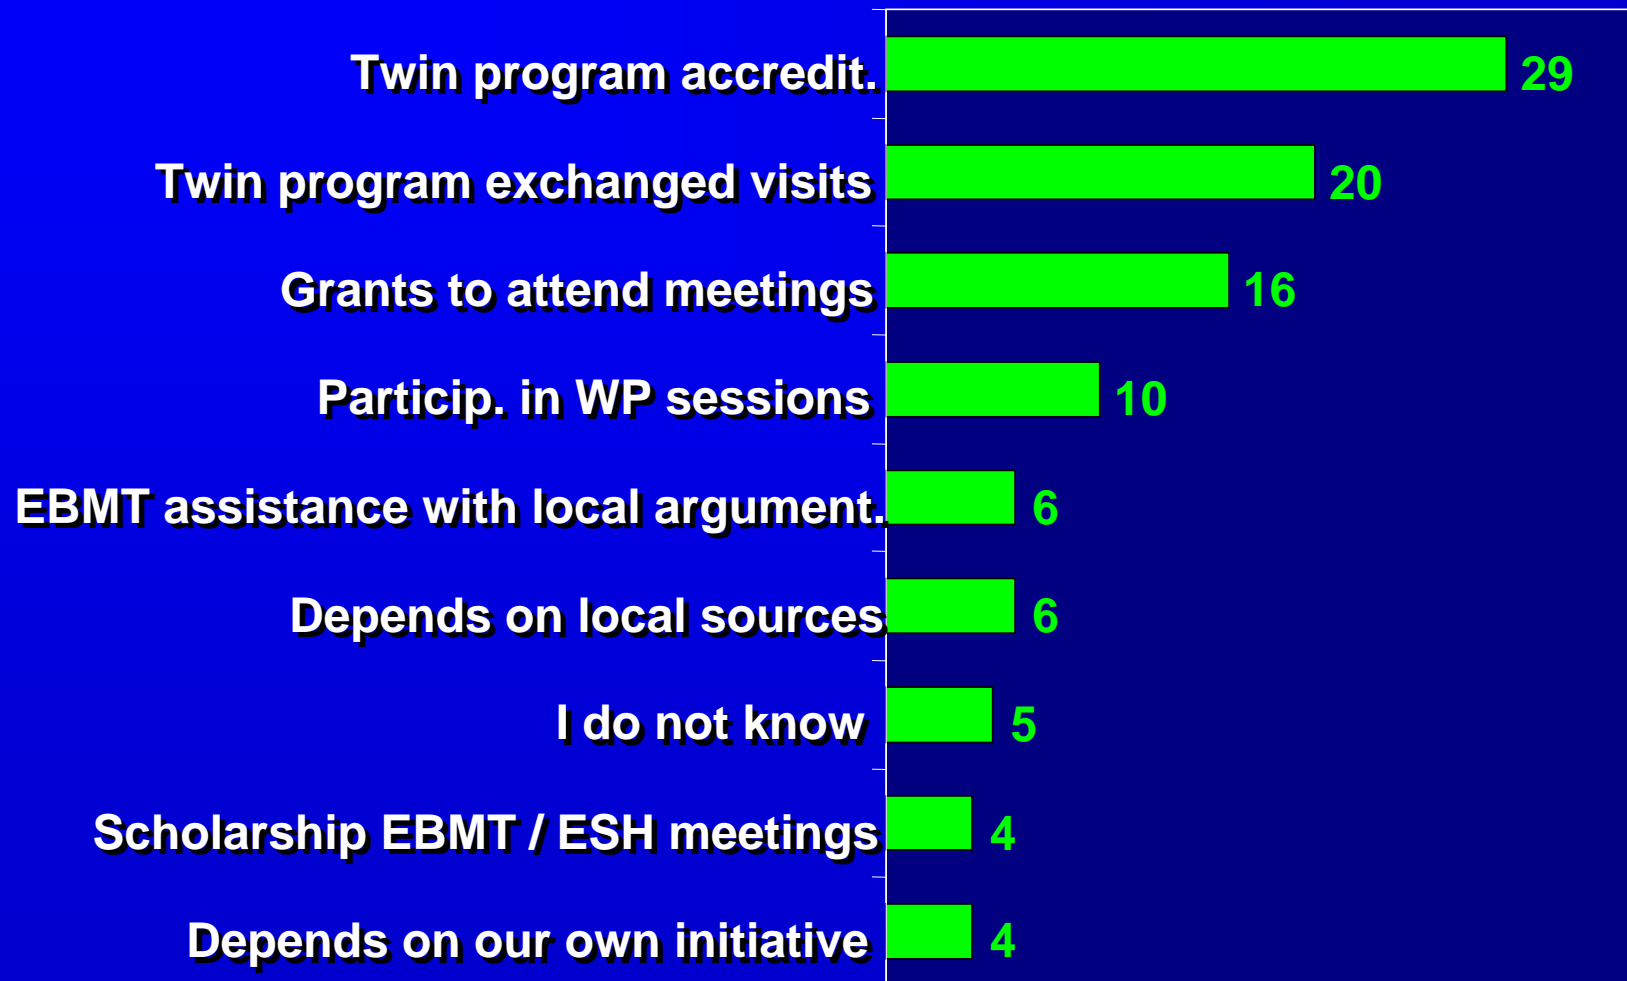 Twin program accredit. 29
Twin program exchanged visits 20
Grants to attend meetings 16
Particip. in WP sessions 10
EBMT assistance with local argument. 6
Depends on local sources 6
I do not know 5
Scholarship EBMT / ESH meetings 4
Depends on our own initiative 4